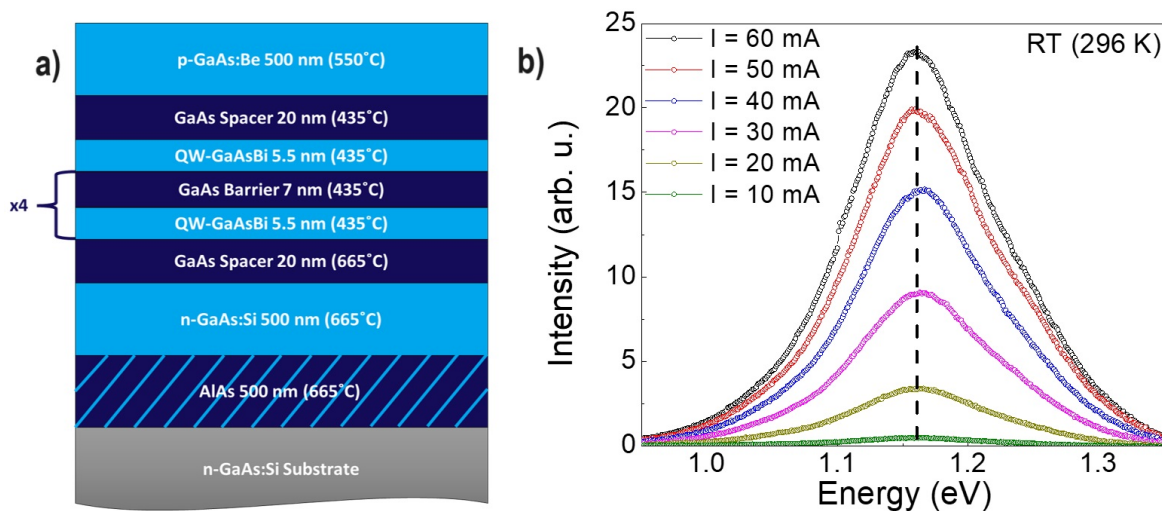 a)
p-GaAs:Be 500 nm (550˚C)
GaAs Spacer 20 nm (435˚C)
QW-GaAsBi 5.5 nm (435˚C)
GaAs Barrier 7 nm (435˚C)
x4
QW-GaAsBi 5.5 nm (435˚C)
GaAs Spacer 20 nm (665˚C)
n-GaAs:Si 500 nm (665˚C)
AlAs 500 nm (665˚C)
n-GaAs:Si Substrate
b)
25
20
15
10
5
0
Intensity (arb. u.)
I = 60 mA
I = 50 mA
I = 40 mA
I = 30 mA
I = 20 mA
I = 10 mA
RT (296 K)
1.0
1.1
1.2
1.3
Energy (eV)